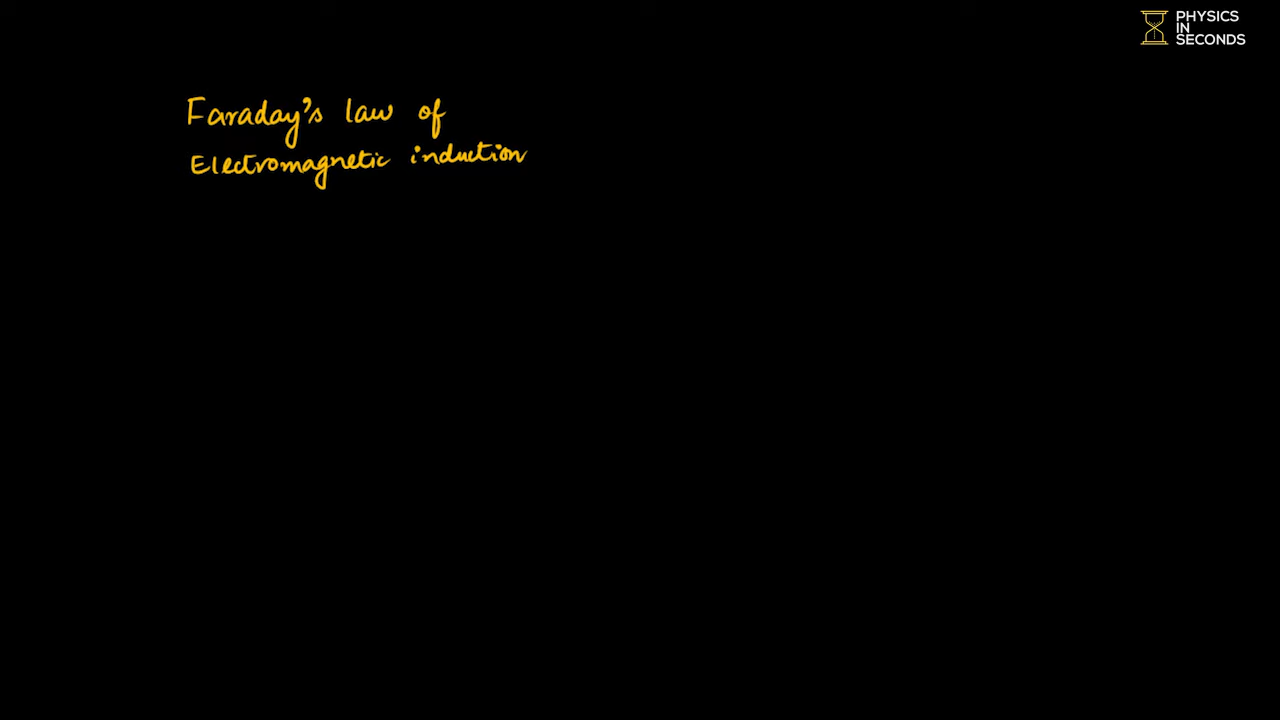 PHYSICS
IN
SECONDS
Faraday's law of
Electromagnetic induction